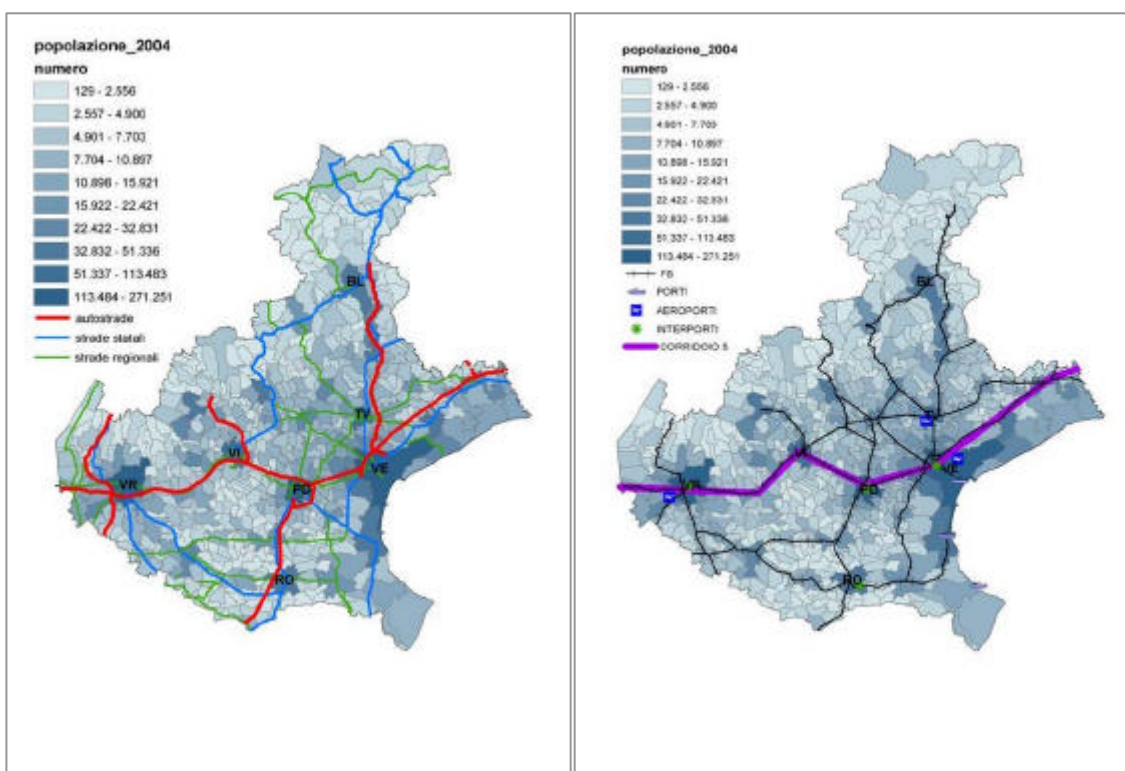 popolazione_2004
numero
129 - 2.556
2.557 - 4.900
4.901 - 7.703
7.704 - 10.897
10.898 - 15.921
15.922 - 22.421
22.422 - 32.831
32.832 - 51.336
51.337 - 113.483
113.484 - 271.251
autostrade
strade statali
strade regionali
BL
TV
VI
VE
VR
PD
RO
popolazione_2004
numero
129 - 2.556
2.557 - 4.900
4.901 - 7.703
7.704 - 10.897
10.898 - 15.921
15.922 - 22.421
22.422 - 32.831
32.832 - 51.336
51.337 - 113.483
113.484 - 271.251
FS
PORTI
AEROPORTI
INTERPORTI
CORRIDOIO 5
BL
VI
VE
VR
PD
RO